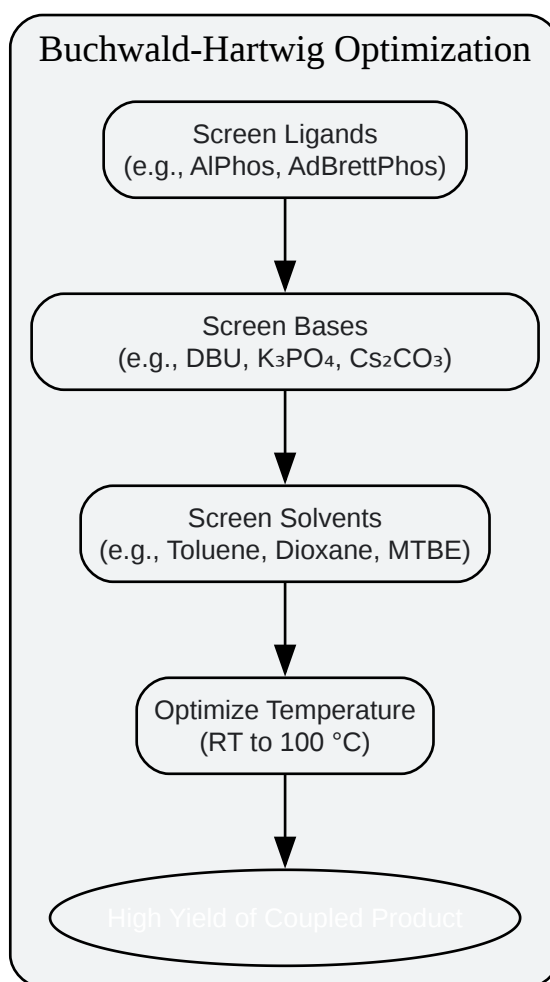 Buchwald-Hartwig Optimization
Screen Ligands
(e.g., AlPhos, AdBrettPhos)
Screen Bases
(e.g., DBU, K₃PO₄, Cs₂CO₃)
Screen Solvents
(e.g., Toluene, Dioxane, MTBE)
Optimize Temperature
(RT to 100 °C)
High Yield of Coupled Product